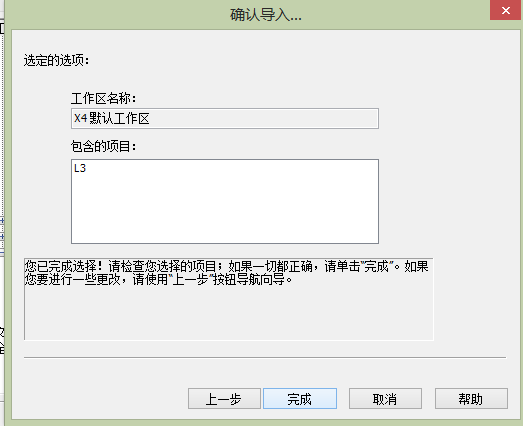 确认导入...
选定的选项：
工作区名称：
X4 默认工作区
包含的项目：
L3
您已完成选择！请检查您选择的项目；如果一切都正确，请单击“完成”。如果
您要进行一些更改，请使用“上一步”按钮导航向导。
上一步 完成 取消 帮助